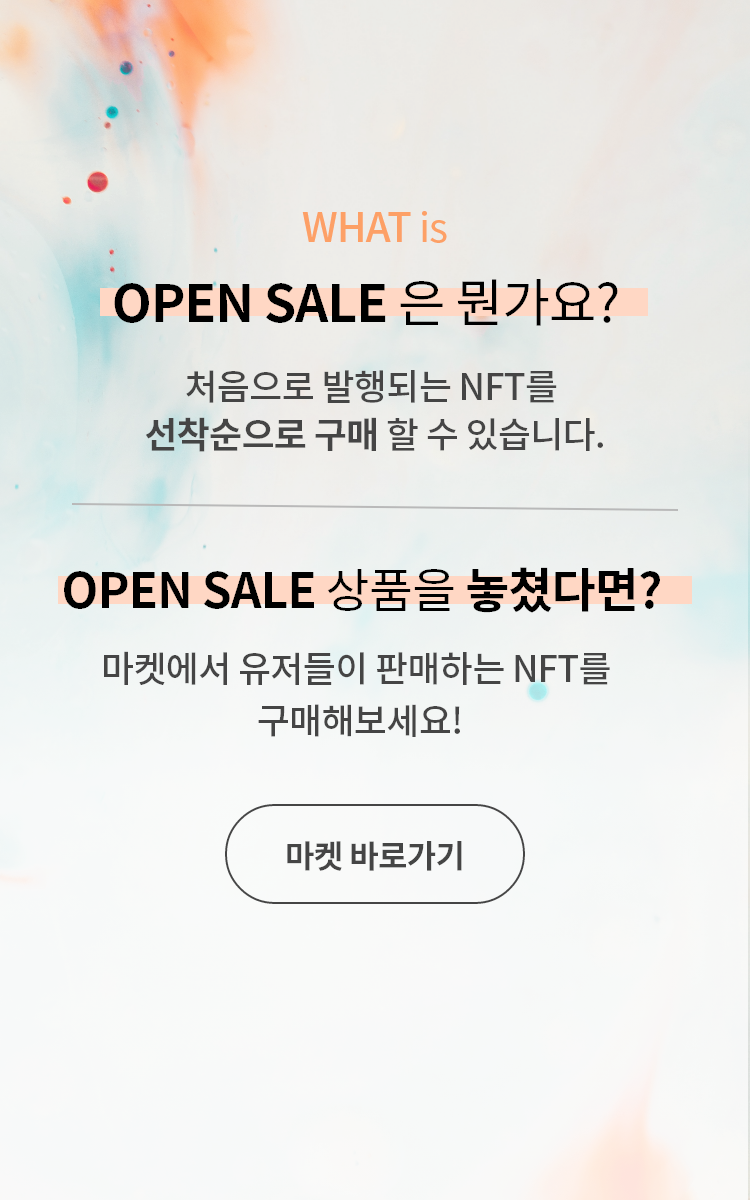 WHAT is
OPEN SALE 은 뭔가요?
처음으로 발행되는 NFT를
선착순으로 구매 할 수 있습니다.
OPEN SALE 상품을 놓쳤다면?
마켓에서 유저들이 판매하는 NFT를
구매해보세요!
마켓 바로가기